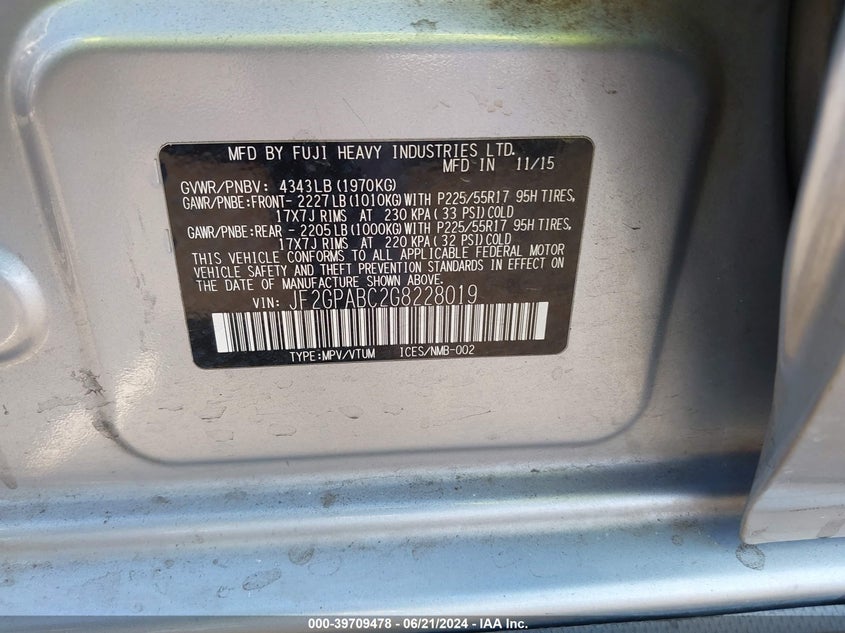 MFD BY FUJI HEAVY INDUSTRIES LTD.
MFD IN 11/15
GVWR/PNBV: 4343LB(1970KG)
GAWR/PNBE:FRONT- 2227LB(1010KG)WITH P225/55R17 95H TIRES,
17X7J RIMS AT 230 KPA(33 PSI)COLD
GAWR/PNBE:REAR - 2205LB(1000KG)WITH P225/55R17 95H TIRES,
17X7J RIMS AT 220 KPA(32 PSI)COLD
THIS VEHICLE CONFORMS TO ALL APPLICABLE FEDERAL MOTOR
VEHICLE SAFETY AND THEFT PREVENTION STANDARDS IN EFFECT ON
THE DATE OF MANUFACTURE SHOWN ABOVE.
VIN: JF2GPABC2G8228019
TYPE:MPV/VTUM ICES/NMB-002
000-39709478 - 06/21/2024 - IAA Inc.